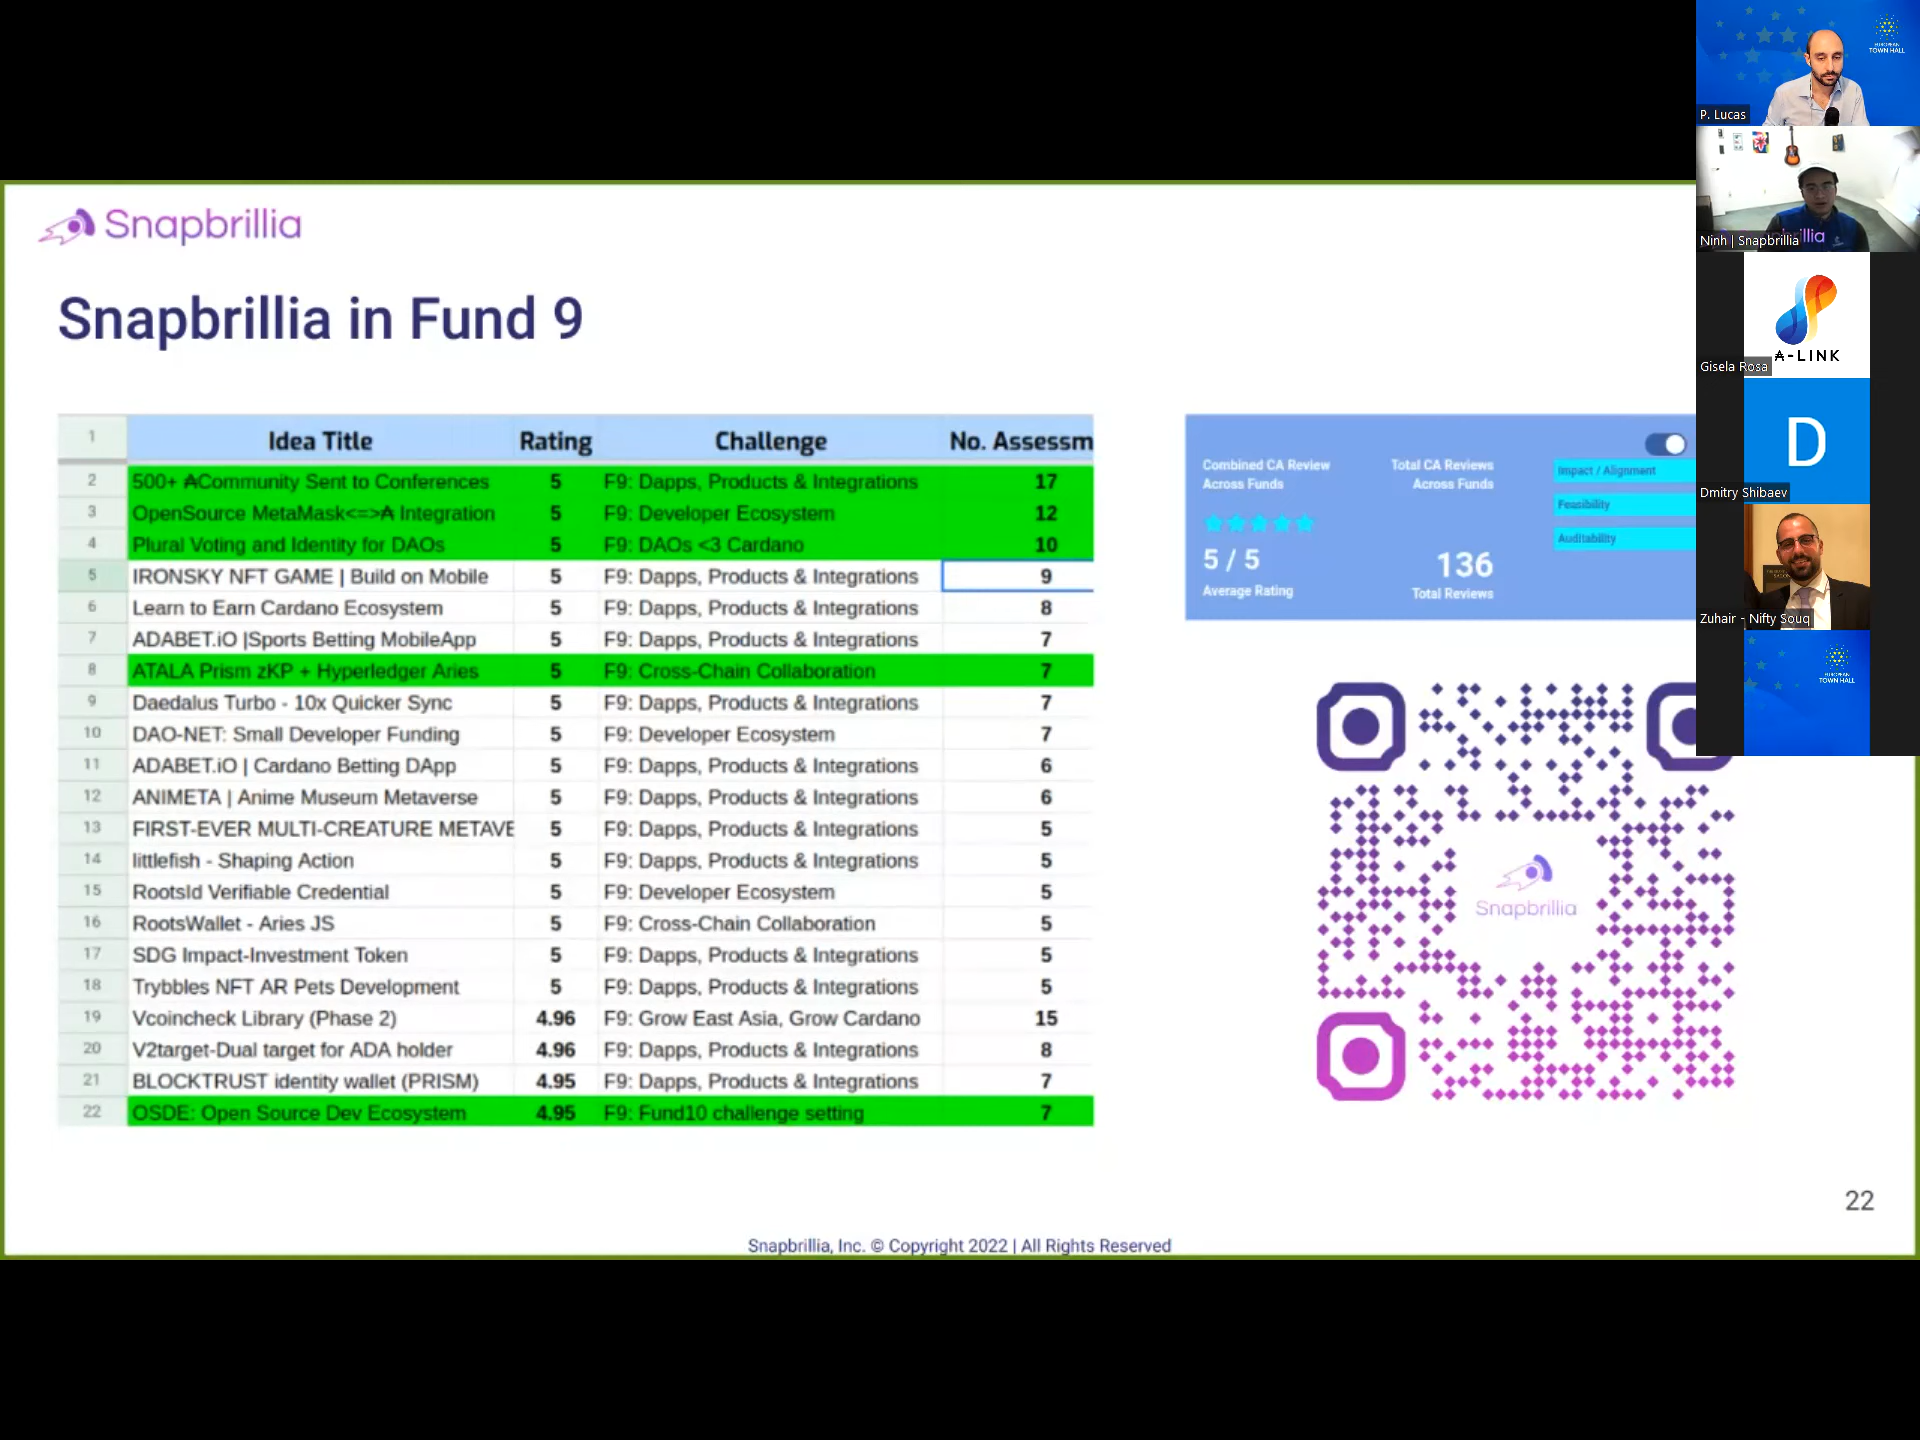 Snapbrillia
Snapbrillia in Fund 9
1 Idea Title Rating Challenge No. Assessm
2 500+ ₳Community Sent to Conferences 5 F9: Dapps, Products & Integrations 17
3 OpenSource MetaMask<=>₳ Integration 5 F9: Developer Ecosystem 12
4 Plural Voting and Identity for DAOs 5 F9: DAOs <3 Cardano 10
5 IRONSKY NFT GAME | Build on Mobile 5 F9: Dapps, Products & Integrations 9
6 Learn to Earn Cardano Ecosystem 5 F9: Dapps, Products & Integrations 8
7 ADABET.iO |Sports Betting MobileApp 5 F9: Dapps, Products & Integrations 7
8 ATALA Prism zKP + Hyperledger Aries 5 F9: Cross-Chain Collaboration 7
9 Daedalus Turbo - 10x Quicker Sync 5 F9: Dapps, Products & Integrations 7
10 DAO-NET: Small Developer Funding 5 F9: Developer Ecosystem 7
11 ADABET.iO | Cardano Betting DApp 5 F9: Dapps, Products & Integrations 6
12 ANIMETA | Anime Museum Metaverse 5 F9: Dapps, Products & Integrations 6
13 FIRST-EVER MULTI-CREATURE METAVE 5 F9: Dapps, Products & Integrations 5
14 littlefish - Shaping Action 5 F9: Dapps, Products & Integrations 5
15 RootsId Verifiable Credential 5 F9: Developer Ecosystem 5
16 RootsWallet - Aries JS 5 F9: Cross-Chain Collaboration 5
17 SDG Impact-Investment Token 5 F9: Dapps, Products & Integrations 5
18 Trybbles NFT AR Pets Development 5 F9: Dapps, Products & Integrations 5
19 Vcoincheck Library (Phase 2) 4.96 F9: Grow East Asia, Grow Cardano 15
20 V2target-Dual target for ADA holder 4.96 F9: Dapps, Products & Integrations 8
21 BLOCKTRUST identity wallet (PRISM) 4.95 F9: Dapps, Products & Integrations 7
22 OSDE: Open Source Dev Ecosystem 4.95 F9: Fund10 challenge setting 7
Combined CA Review
Across Funds
5 / 5
Average Rating
Total CA Reviews
Across Funds
136
Total Reviews
Impact / Alignment
Feasibility
Auditability
Snapbrillia
22
Snapbrillia, Inc. © Copyright 2022 | All Rights Reserved
EUROPEAN
TOWN HALL
P. Lucas
Ninh | Snapbrillia
₳-LINK
Gisela Rosa
D
Dmitry Shibaev
Zuhair - Nifty Souq
EUROPEAN
TOWN HALL